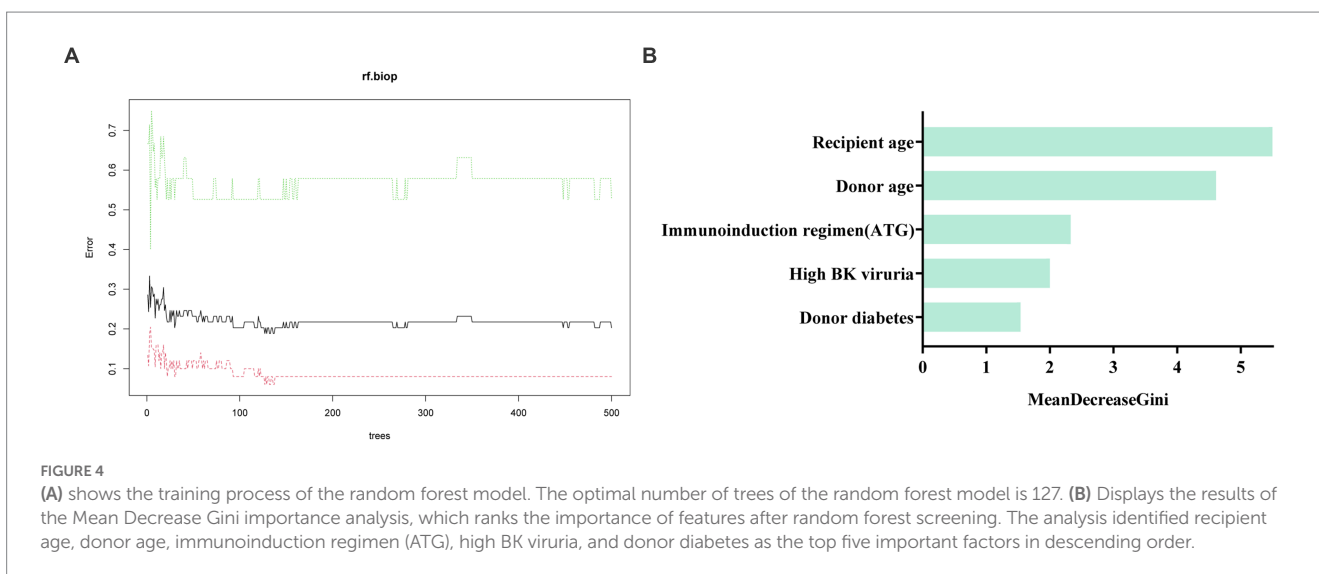 A
rf.biop
Error
0.7
0.6
0.5
0.4
0.3
0.2
0.1
0 100 200 300 400 500
trees
B
Recipient age
Donor age
Immunoinduction regimen(ATG)
High BK viruria
Donor diabetes
0 1 2 3 4 5
MeanDecreaseGini
FIGURE 4
(A) shows the training process of the random forest model. The optimal number of trees of the random forest model is 127. (B) Displays the results of
the Mean Decrease Gini importance analysis, which ranks the importance of features after random forest screening. The analysis identified recipient
age, donor age, immunoinduction regimen (ATG), high BK viruria, and donor diabetes as the top five important factors in descending order.